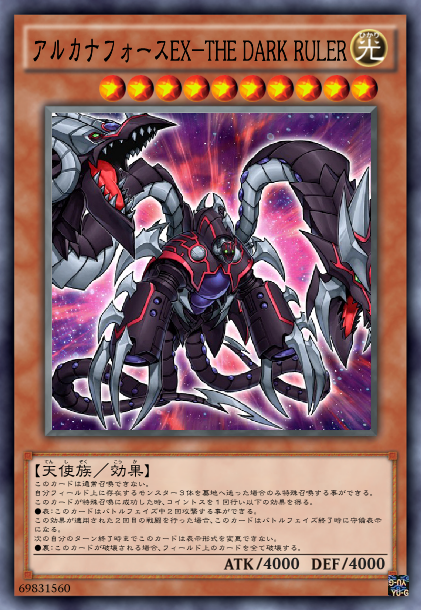 アルカナフォースEX－THE DARK RULER
光
ひかり
【天使族／効果】
てんしぞく こうか
このカードは通常召喚できない。
自分フィールド上に存在するモンスター３体を墓地へ送った場合のみ特殊召喚する事ができる。
このカードが特殊召喚に成功した時、コイントスを１回行い以下の効果を得る。
●表：このカードはバトルフェイズ中２回攻撃する事ができる。
この効果が適用された２回目の戦闘を行った場合、このカードはバトルフェイズ終了時に守備表示
になる。
次の自分のターン終了時までこのカードは表示形式を変更できない。
●裏：このカードが破壊される場合、フィールド上のカードを全て破壊する。
ATK/4000 DEF/4000
69831560
YU-G